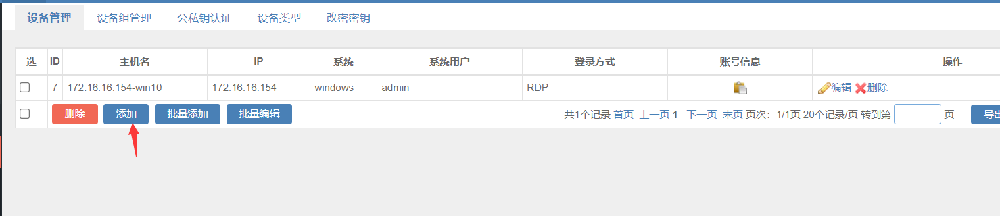 设备管理 设备组管理 公私钥认证 设备类型 改密密钥
选 ID 主机名 IP 系统 系统用户 登录方式 账号信息 操作
7 172.16.16.154-win10 172.16.16.154 windows admin RDP 编辑 删除
删除 添加 批量添加 批量编辑 共1个记录 首页 上一页 1 下一页 末页 页次：1/1页 20个记录/页 转到第 页 导出